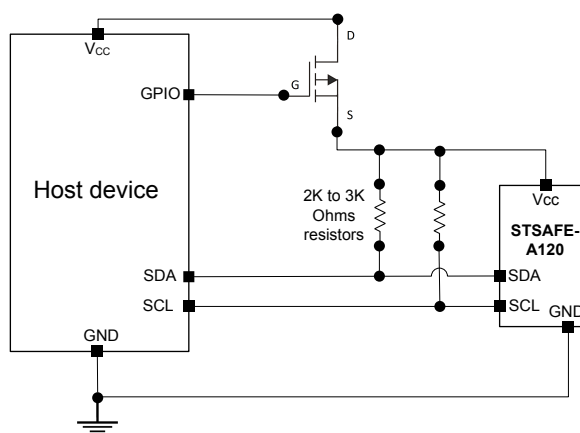 D
VCC
GPIO
G
S
Host device
2K to 3K
Ohms
resistors
Vcc
STSAFE-
A120
SDA
SDA
SCL
SCL
GND
GND